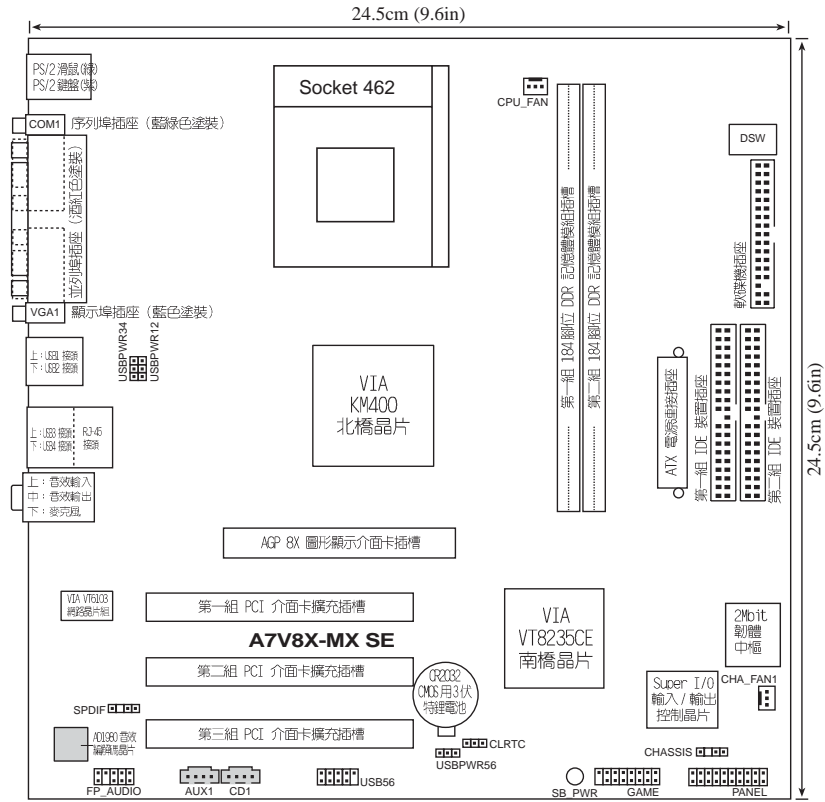 24.5cm (9.6in)
PS/2 滑鼠(綠)
PS/2 鍵盤(紫)
Socket 462
CPU_FAN
COM1
序列埠插座（藍綠色塗裝）
DSW
並列埠插座（酒紅色塗裝）
第一組 184 腳位 DDR 記憶體模組插槽
第二組 184 腳位 DDR 記憶體模組插槽
軟碟機插座
VGA1
顯示埠插座（藍色塗裝）
USBPWR34
USBPWR12
上：USB1 接頭
下：USB2 接頭
VIA
KM400
北橋晶片
ATX 電源連接插座
第一組 IDE 裝置插座
第二組 IDE 裝置插座
24.5cm (9.6in)
上：USB3 接頭
下：USB4 接頭
RJ-45
接頭
上：音效輸入
中：音效輸出
下：麥克風
AGP 8X 圖形顯示介面卡插槽
VIA VT6103
網路晶片組
第一組 PCI 介面卡擴充插槽
VIA
VT8235CE
南橋晶片
2Mbit
韌體
中樞
A7V8X-MX SE
第二組 PCI 介面卡擴充插槽
CR2032
CMOS 用 3 伏
特鋰電池
Super I/O
輸入/輸出
控制晶片
CHA_FAN1
SPDIF
AD1980 音效
編解碼晶片
第三組 PCI 介面卡擴充插槽
CLRTC
USBPWR56
CHASSIS
FP_AUDIO
AUX1
CD1
USB56
SB_PWR
GAME
PANEL